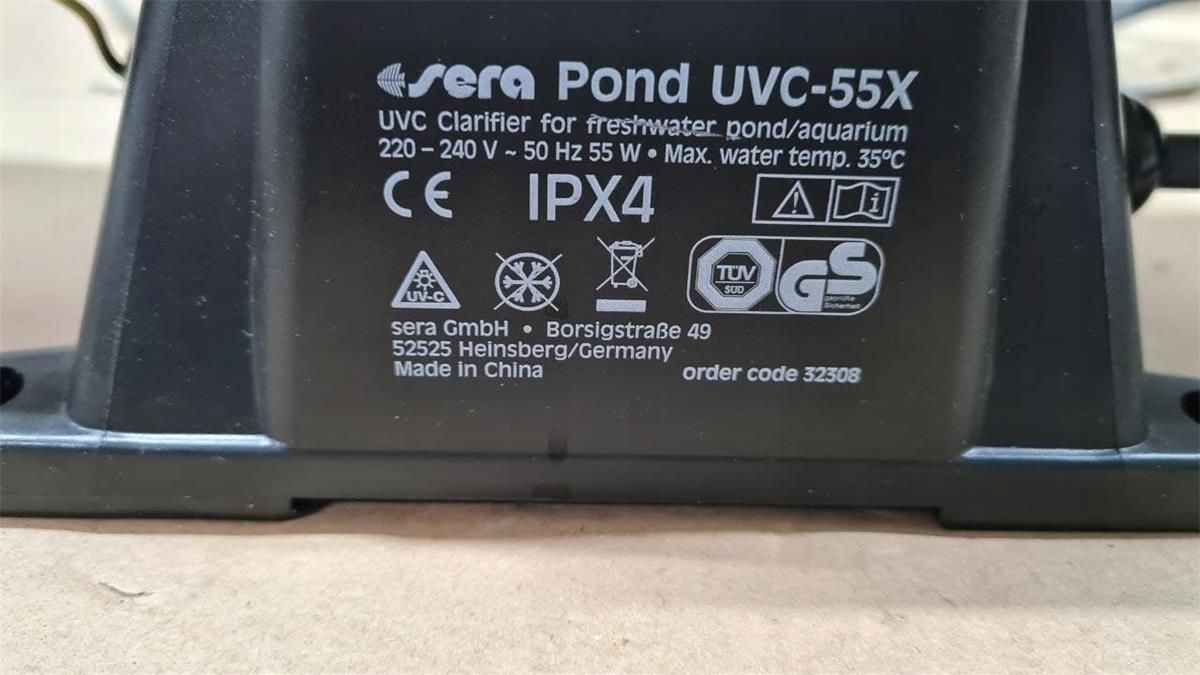 sera Pond UVC-55X
UVC Clarifier for freshwater pond/aquarium
220 – 240 V ~ 50 Hz 55 W • Max. water temp. 35°C
CE IPX4 i
UV-C TÜV SÜD GS geprüfte Sicherheit
sera GmbH • Borsigstraße 49
52525 Heinsberg/Germany
Made in China order code 32308